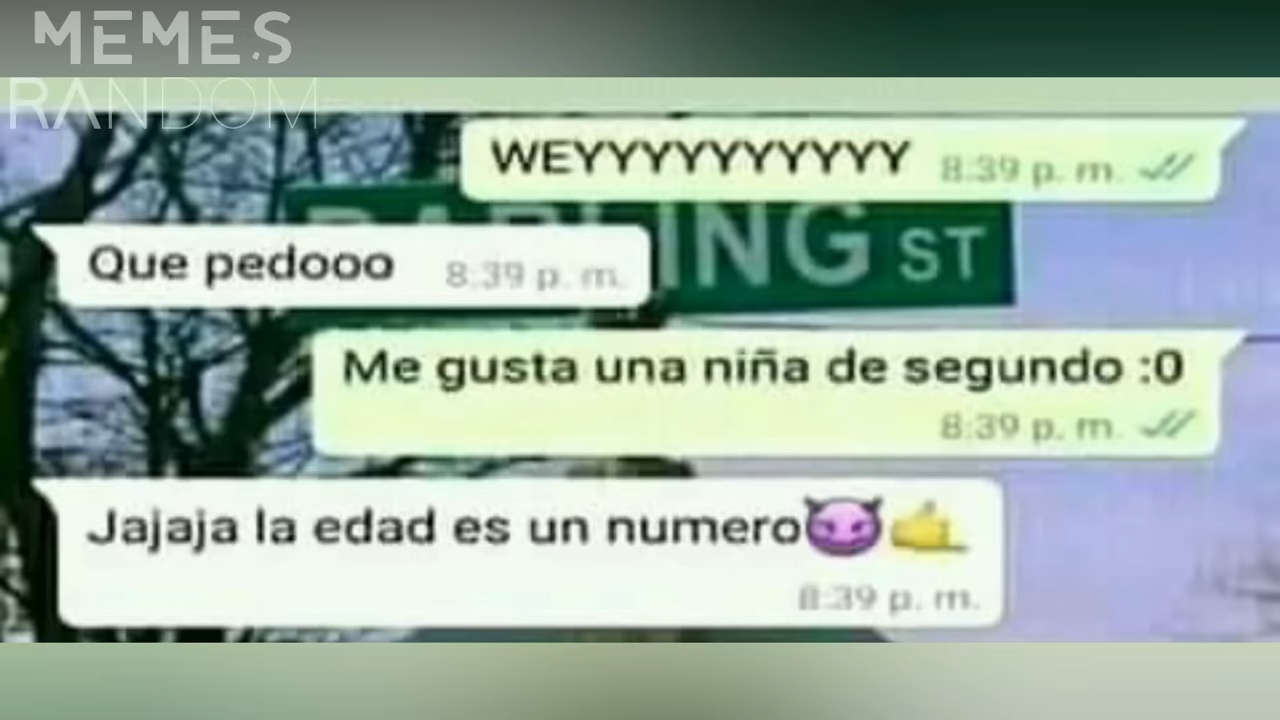 MEMES
RANDOM
WEYYYYYYYYYYY 8:39 p. m.
ING ST
Que pedooo 8:39 p. m.
Me gusta una niña de segundo :0
8:39 p. m.
Jajaja la edad es un numero😈🤙
8:39 p. m.